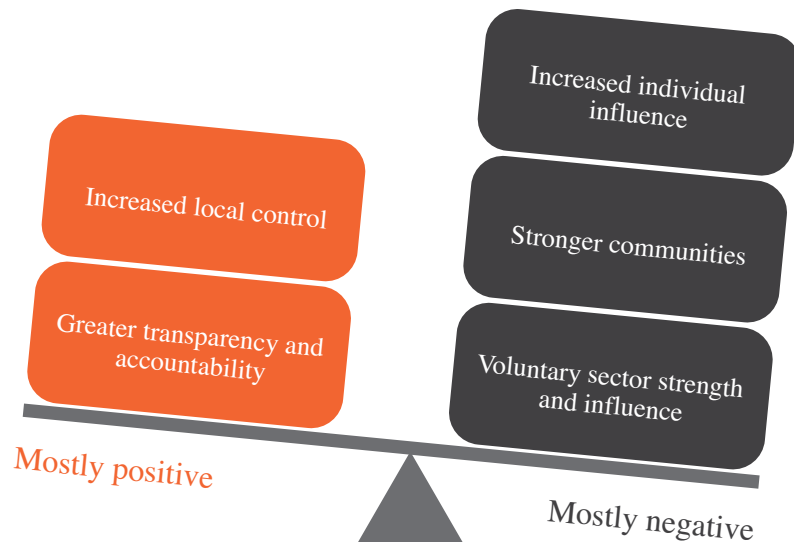 Increased local control
Greater transparency and
accountability
Mostly positive
Increased individual
influence
Stronger communities
Voluntary sector strength
and influence
Mostly negative